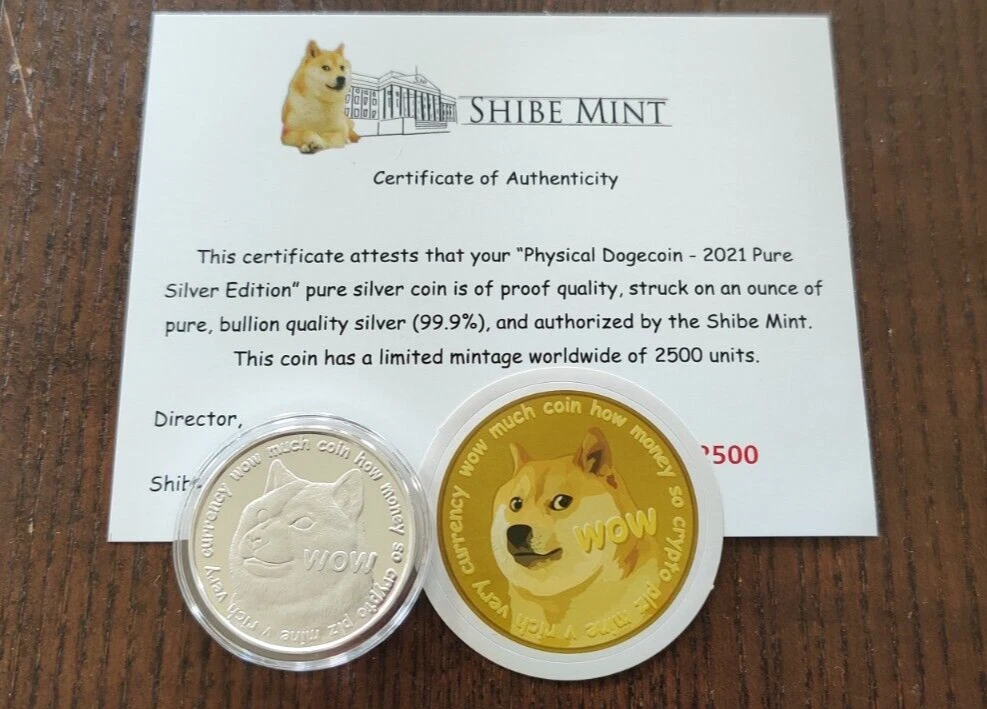 SHIBE MINT
Certificate of Authenticity
This certificate attests that your “Physical Dogecoin - 2021 Pure
Silver Edition” pure silver coin is of proof quality, struck on an ounce of
pure, bullion quality silver (99.9%), and authorized by the Shibe Mint.
This coin has a limited mintage worldwide of 2500 units.
Director,
2500
very currency wow much coin how money so crypto plz mine v rich
wow
very currency wow much coin how money so crypto plz mine v rich
wow